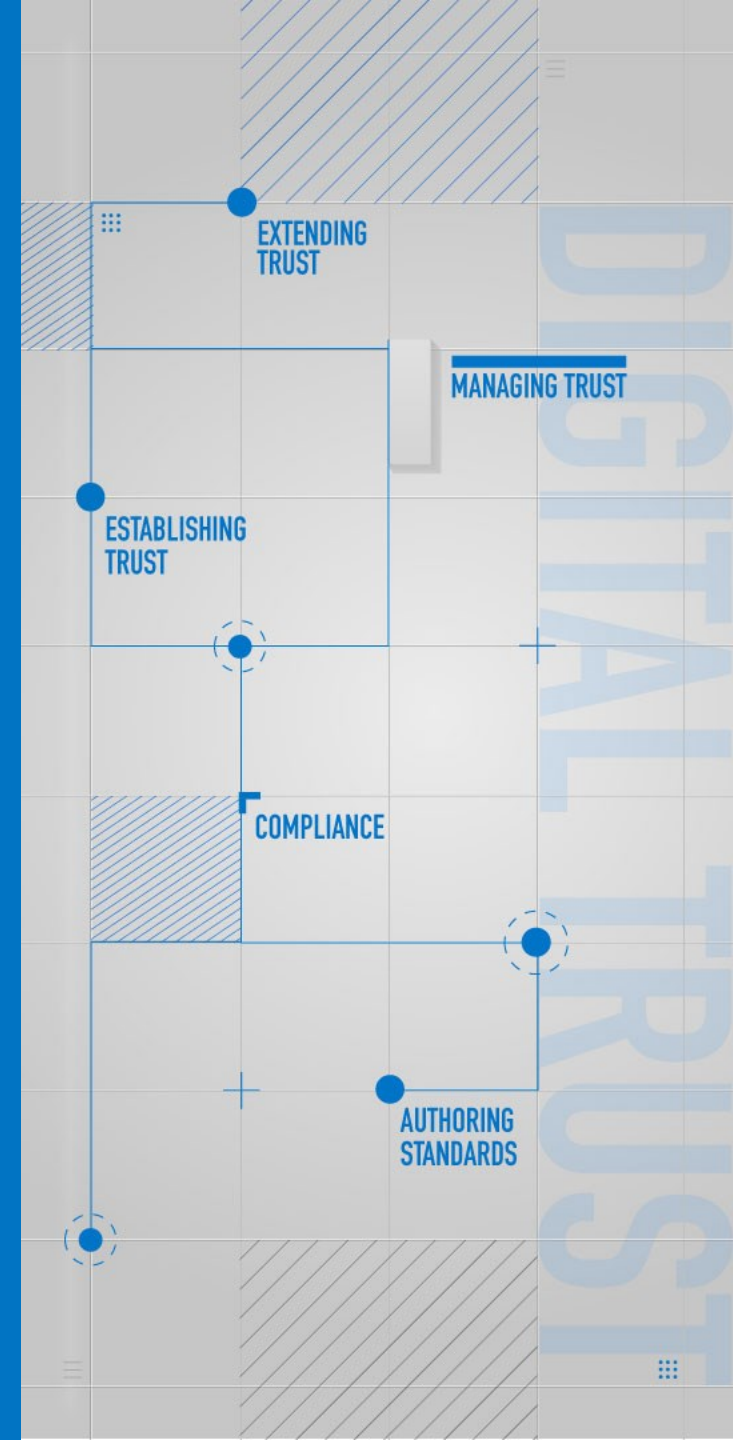 EXTENDING
TRUST
MANAGING TRUST
ESTABLISHING
TRUST
COMPLIANCE
AUTHORING
STANDARDS
DIGITAL TRUST